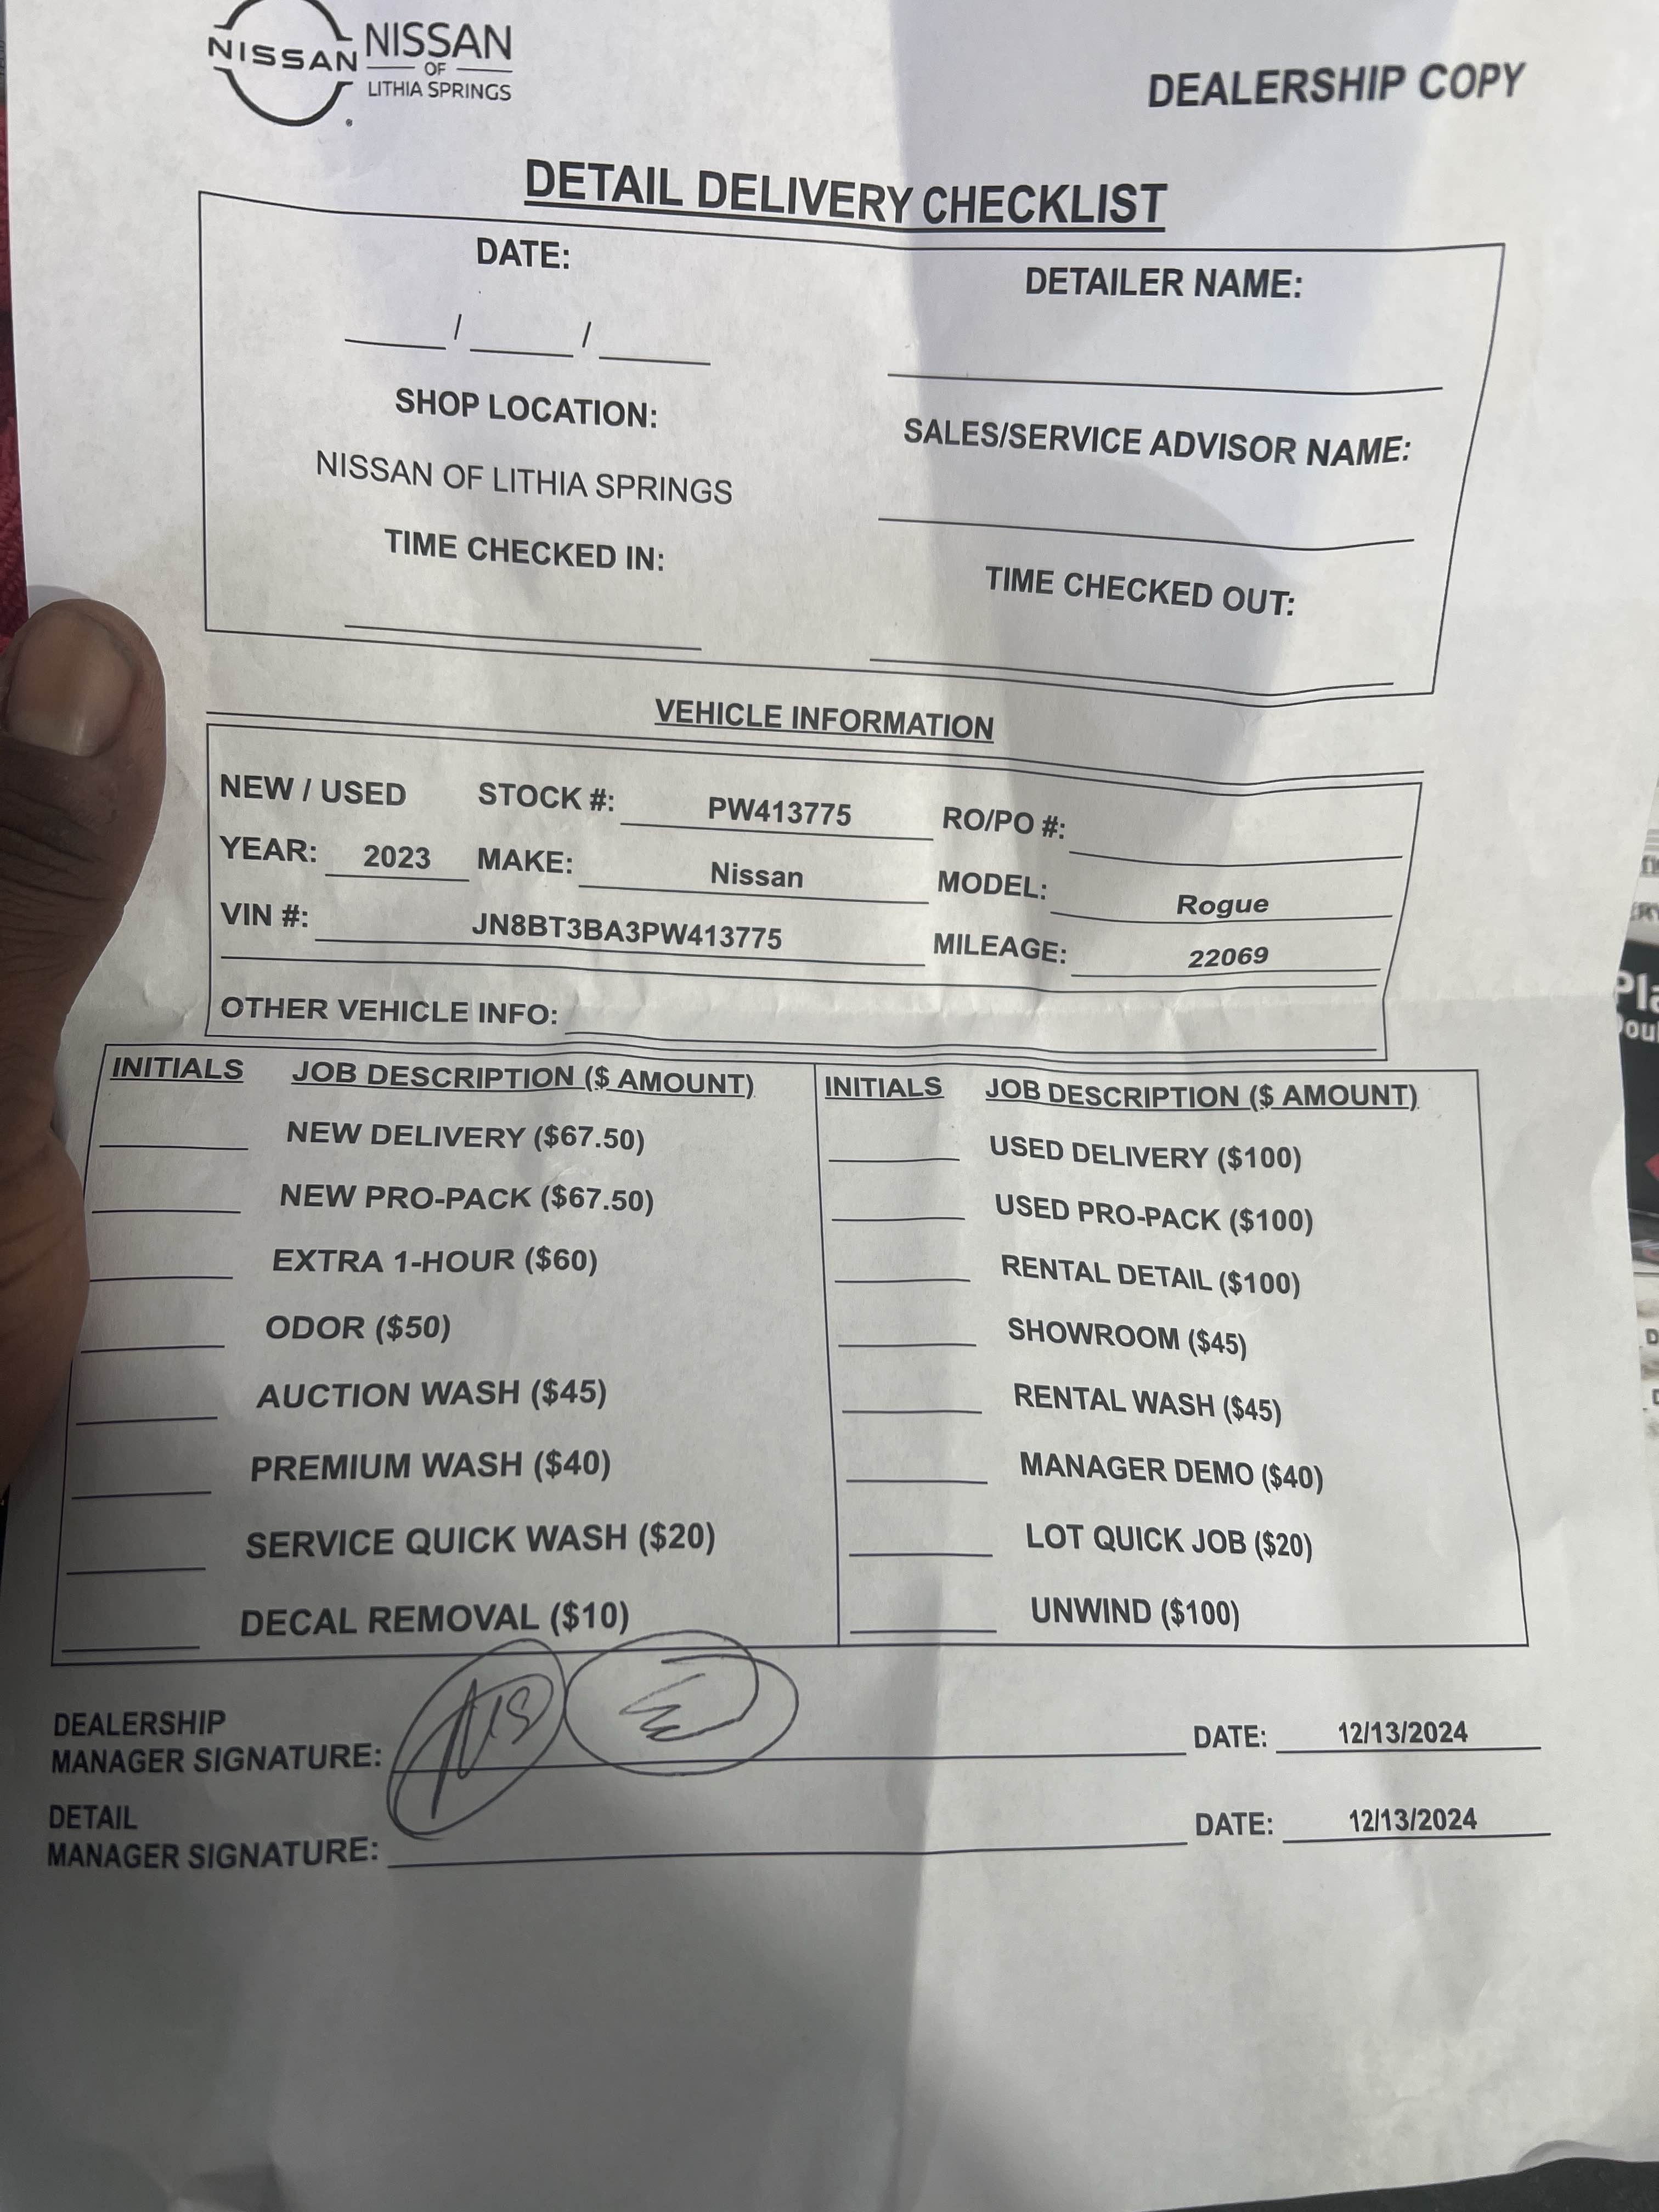 NISSAN
NISSAN
OF
LITHIA SPRINGS
DEALERSHIP COPY
DETAIL DELIVERY CHECKLIST
DATE:
DETAILER NAME:
____/____/____
SHOP LOCATION:
SALES/SERVICE ADVISOR NAME:
NISSAN OF LITHIA SPRINGS
TIME CHECKED IN:
TIME CHECKED OUT:
VEHICLE INFORMATION
NEW / USED STOCK #: PW413775 RO/PO #:
YEAR: 2023 MAKE: Nissan MODEL: Rogue
VIN #: JN8BT3BA3PW413775 MILEAGE: 22069
OTHER VEHICLE INFO:
INITIALS JOB DESCRIPTION ($ AMOUNT) INITIALS JOB DESCRIPTION ($ AMOUNT)
NEW DELIVERY ($67.50) USED DELIVERY ($100)
NEW PRO-PACK ($67.50) USED PRO-PACK ($100)
EXTRA 1-HOUR ($60) RENTAL DETAIL ($100)
ODOR ($50) SHOWROOM ($45)
AUCTION WASH ($45) RENTAL WASH ($45)
PREMIUM WASH ($40) MANAGER DEMO ($40)
SERVICE QUICK WASH ($20) LOT QUICK JOB ($20)
DECAL REMOVAL ($10) UNWIND ($100)
DEALERSHIP
MANAGER SIGNATURE: DATE: 12/13/2024
DETAIL
MANAGER SIGNATURE: DATE: 12/13/2024